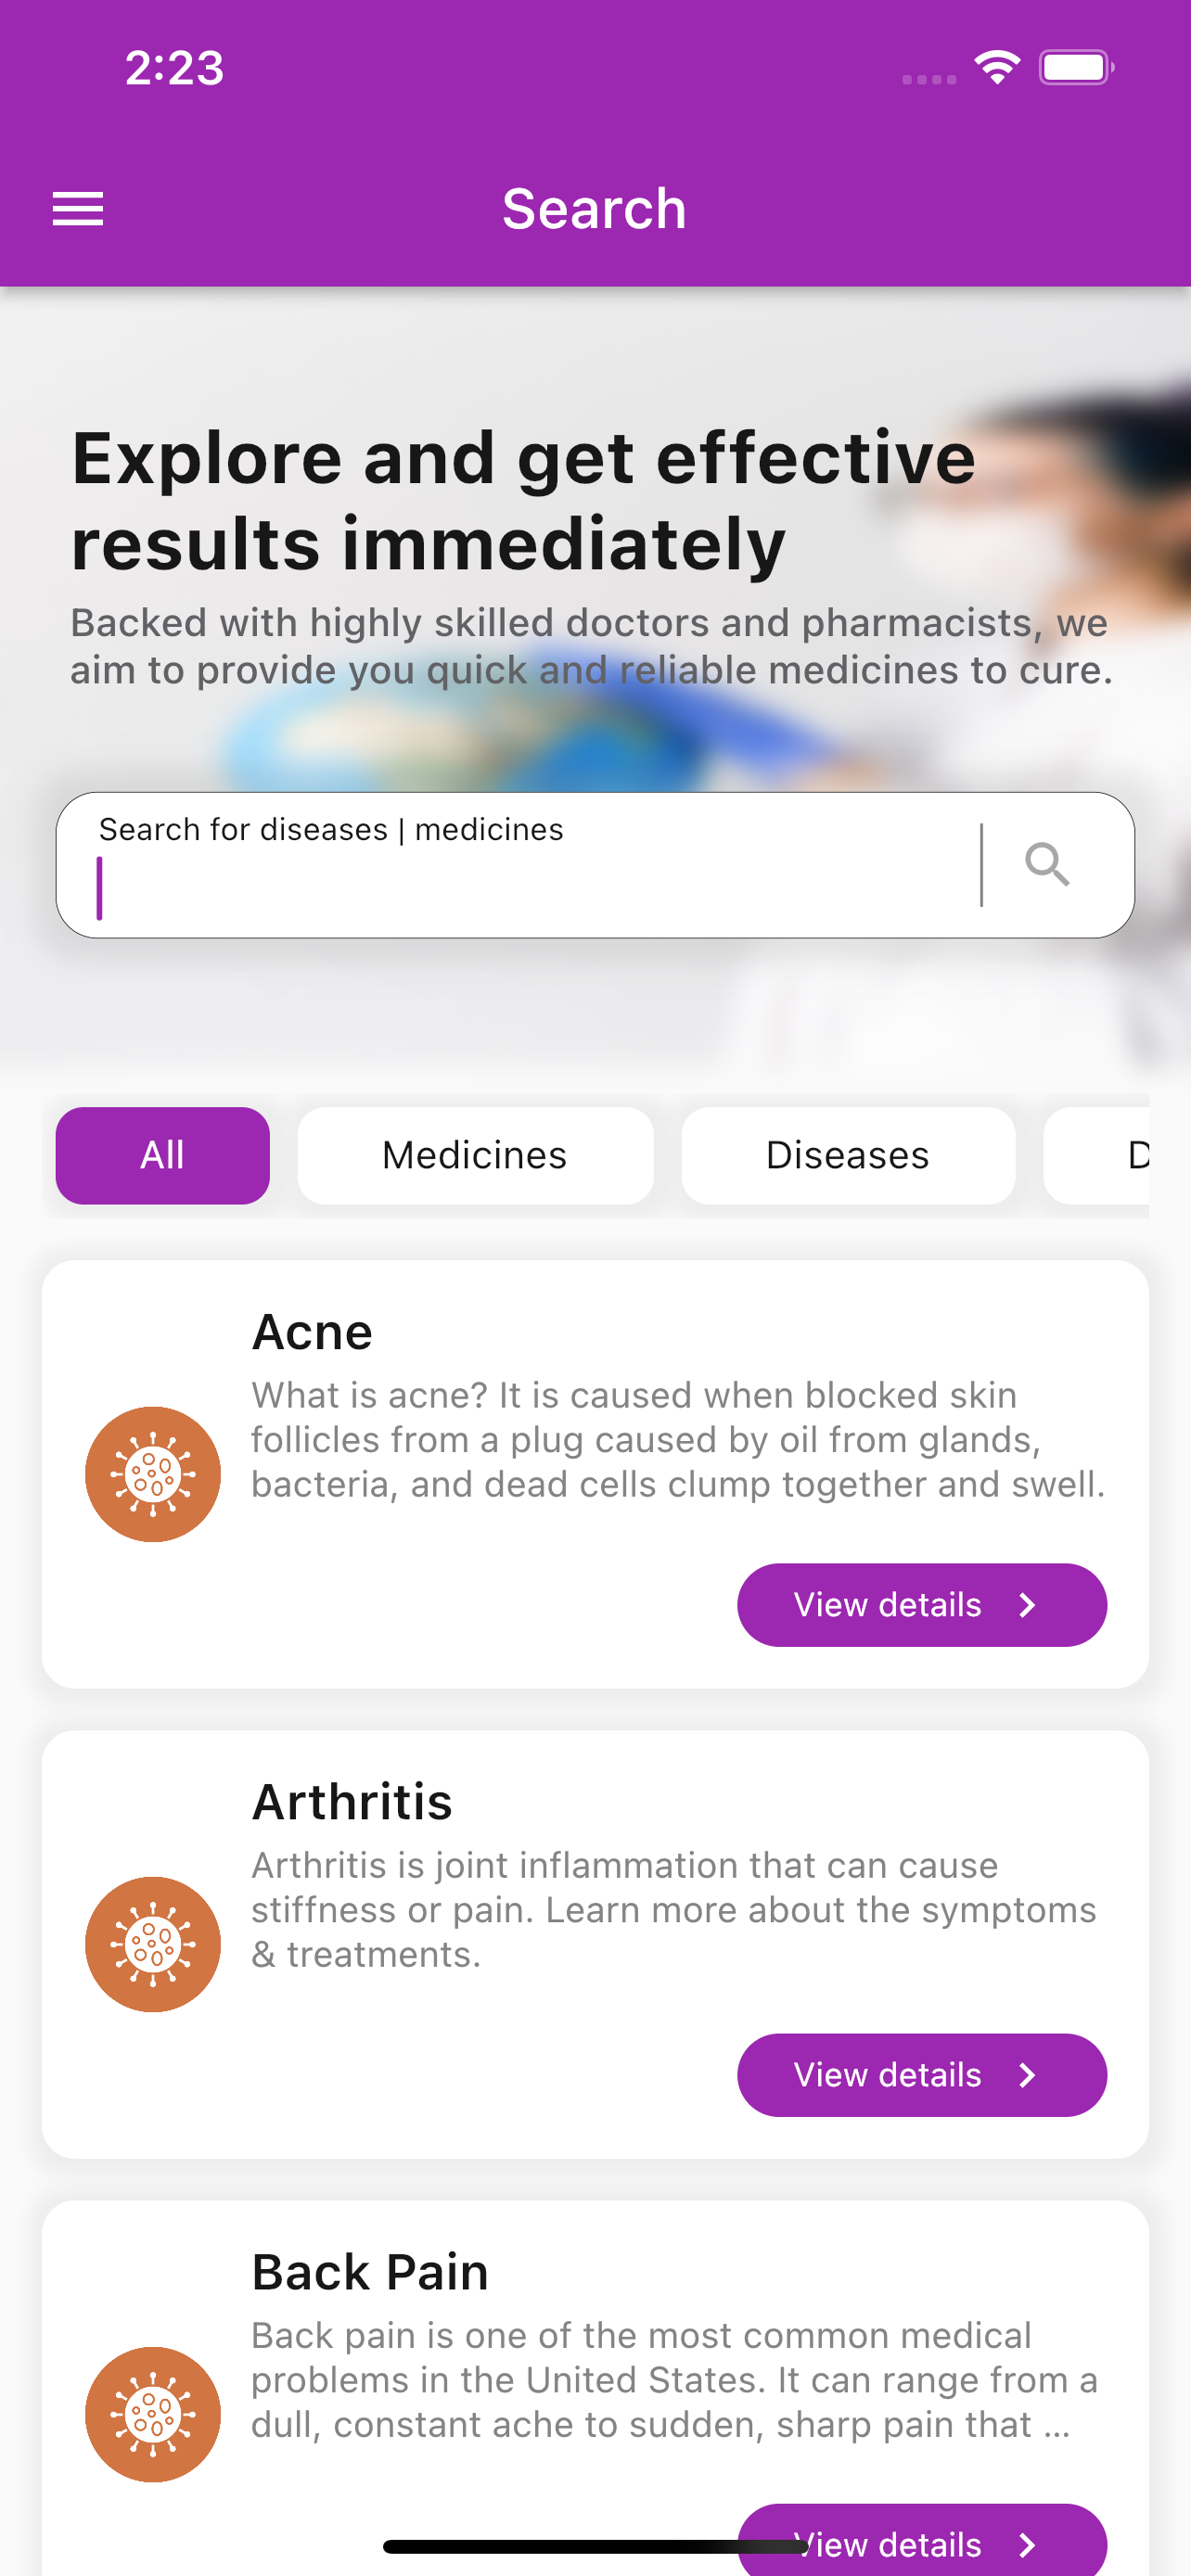 2:23
Search
Explore and get effective
results immediately
Backed with highly skilled doctors and pharmacists, we
aim to provide you quick and reliable medicines to cure.
Search for diseases | medicines
All
Medicines
Diseases
D
Acne
What is acne? It is caused when blocked skin
follicles from a plug caused by oil from glands,
bacteria, and dead cells clump together and swell.
View details
Arthritis
Arthritis is joint inflammation that can cause
stiffness or pain. Learn more about the symptoms
& treatments.
View details
Back Pain
Back pain is one of the most common medical
problems in the United States. It can range from a
dull, constant ache to sudden, sharp pain that ...
View details